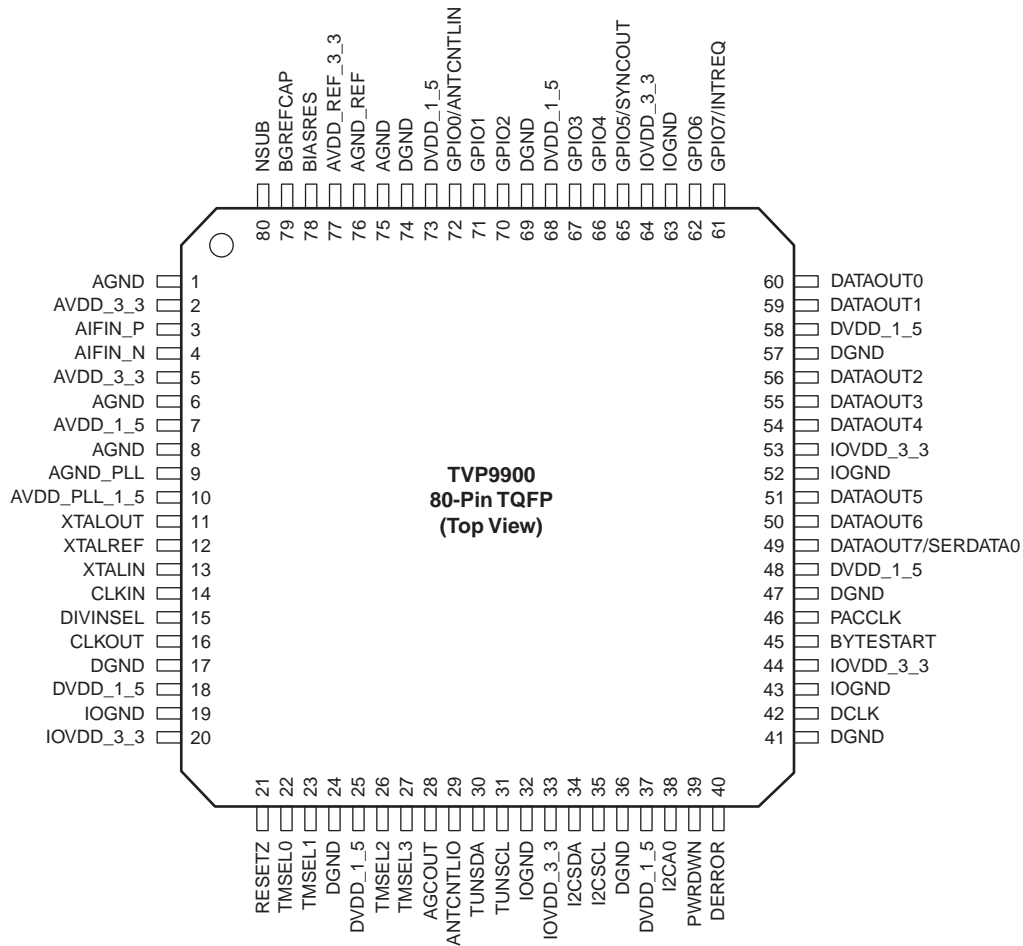 NSUB
BGREFCAP
BIASRES
AVDD_REF_3_3
AGND_REF
AGND
DGND
DVDD_1_5
GPIO0/ANTCNTLIN
GPIO1
GPIO2
DGND
DVDD_1_5
GPIO3
GPIO4
GPIO5/SYNCOUT
IOVDD_3_3
IOGND
GPIO6
GPIO7/INTREQ
80
79
78
77
76
75
74
73
72
71
70
69
68
67
66
65
64
63
62
61
AGND 1
AVDD_3_3 2
AIFIN_P 3
AIFIN_N 4
AVDD_3_3 5
AGND 6
AVDD_1_5 7
AGND 8
AGND_PLL 9
AVDD_PLL_1_5 10
XTALOUT 11
XTALREF 12
XTALIN 13
CLKIN 14
DIVINSEL 15
CLKOUT 16
DGND 17
DVDD_1_5 18
IOGND 19
IOVDD_3_3 20
TVP9900
80-Pin TQFP
(Top View)
60 DATAOUT0
59 DATAOUT1
58 DVDD_1_5
57 DGND
56 DATAOUT2
55 DATAOUT3
54 DATAOUT4
53 IOVDD_3_3
52 IOGND
51 DATAOUT5
50 DATAOUT6
49 DATAOUT7/SERDATA0
48 DVDD_1_5
47 DGND
46 PACCLK
45 BYTESTART
44 IOVDD_3_3
43 IOGND
42 DCLK
41 DGND
21
22
23
24
25
26
27
28
29
30
31
32
33
34
35
36
37
38
39
40
RESETZ
TMSEL0
TMSEL1
DGND
DVDD_1_5
TMSEL2
TMSEL3
AGCOUT
ANTCNTLIO
TUNSDA
TUNSCL
IOGND
IOVDD_3_3
I2CSDA
I2CSCL
DGND
DVDD_1_5
I2CA0
PWRDWN
DERROR